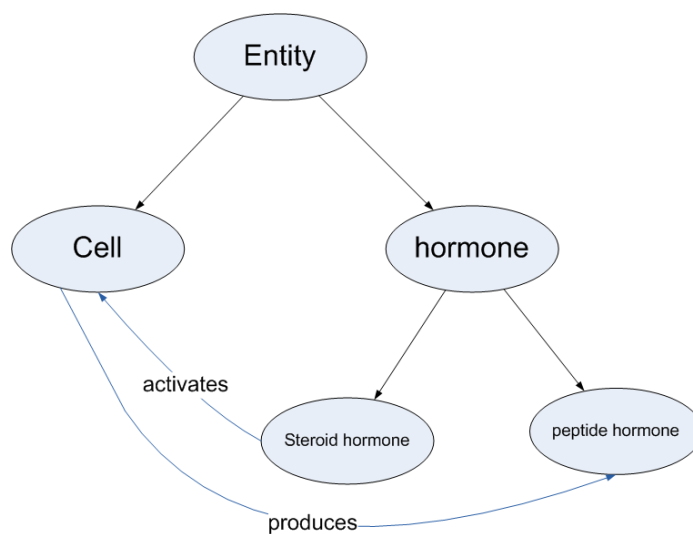 Entity
Cell
hormone
activates
Steroid hormone
peptide hormone
produces